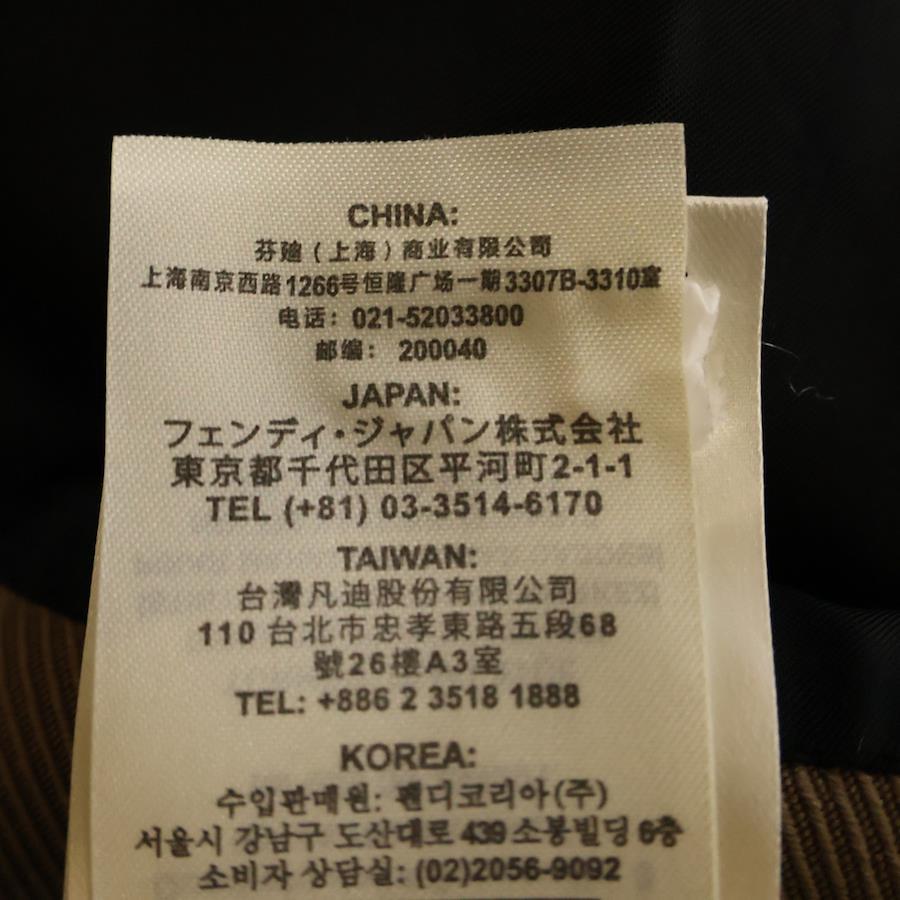 CHINA:
芬迪（上海）商业有限公司
上海南京西路1266号恒隆广场一期3307B-3310室
电话：021-52033800
邮编：200040
JAPAN:
フェンディ・ジャパン株式会社
東京都千代田区平河町2-1-1
TEL (+81) 03-3514-6170
TAIWAN:
台灣凡迪股份有限公司
110 台北市忠孝東路五段68
號26樓A3室
TEL: +886 2 3518 1888
KOREA:
수입판매원: 펜디코리아(주)
서울시 강남구 도산대로 439 소봉빌딩 6층
소비자 상담실: (02)2056-9092